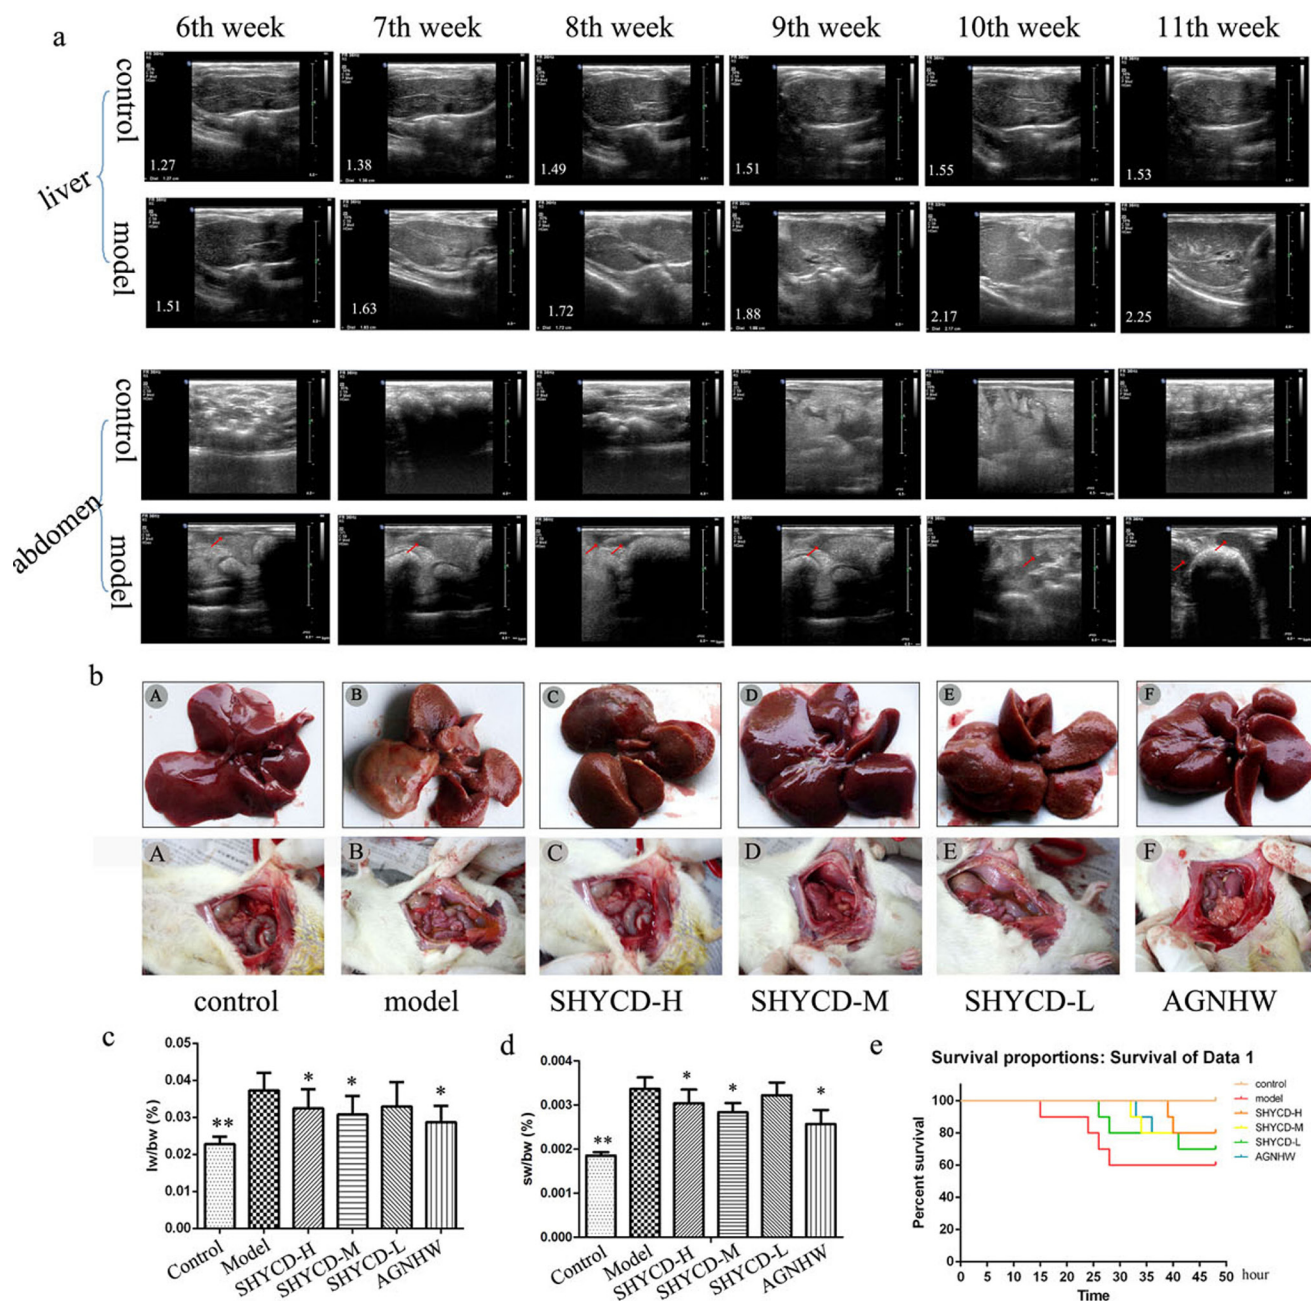 a
6th week 7th week 8th week 9th week 10th week 11th week
liver
control
1.27 1.38 1.49 1.51 1.55 1.53
model
1.51 1.63 1.72 1.88 2.17 2.25
abdomen
control
model
b
A B C D E F
A B C D E F
control model SHYCD-H SHYCD-M SHYCD-L AGNHW
c
lw/bw (%)
0.05
0.04
0.03
0.02
0.01
0.00
** * * *
Control Model SHYCD-H SHYCD-M SHYCD-L AGNHW
d
sw/bw (%)
0.004
0.003
0.002
0.001
0.000
** * * *
Control Model SHYCD-H SHYCD-M SHYCD-L AGNHW
e
Survival proportions: Survival of Data 1
Percent survival
100
80
60
40
20
0
0 5 10 15 20 25 30 35 40 45 50 hour
Time
control
model
SHYCD-H
SHYCD-M
SHYCD-L
AGNHW